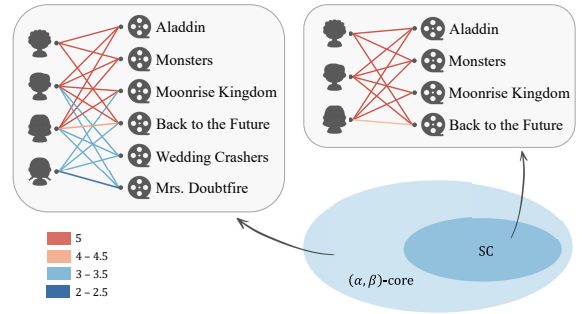 Aladdin
Monsters
Moonrise Kingdom
Back to the Future
Wedding Crashers
Mrs. Doubtfire
Aladdin
Monsters
Moonrise Kingdom
Back to the Future
5
4 – 4.5
3 – 3.5
2 – 2.5
SC
(α, β)-core